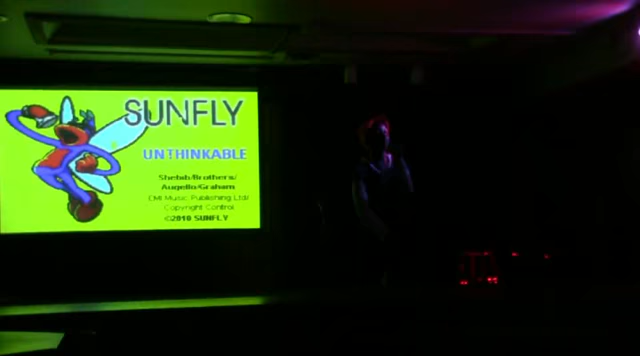 SUNFLY
UNTHINKABLE
Shebib/Brothers/
Augello/Graham
EMI Music Publishing Ltd/
Copyright Control
©2010 SUNFLY